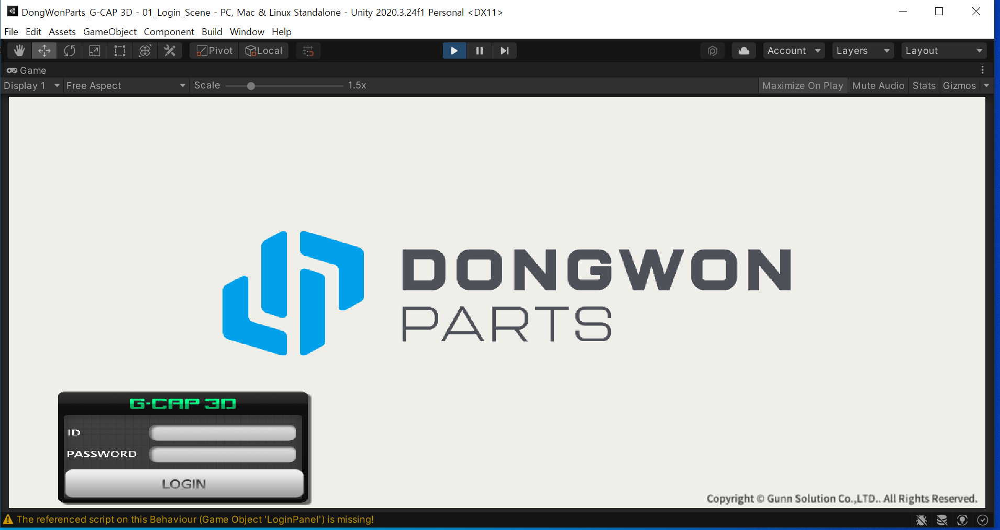 DongWonParts_G-CAP 3D - 01_Login_Scene - PC, Mac & Linux Standalone - Unity 2020.3.24f1 Personal <DX11>
File Edit Assets GameObject Component Build Window Help
Pivot Local Account Layers Layout
Game
Display 1 Free Aspect Scale 1.5x Maximize On Play Mute Audio Stats Gizmos
DONGWON
PARTS
G-CAP 3D
ID
PASSWORD
LOGIN
Copyright © Gunn Solution Co.,LTD.. All Rights Reserved.
The referenced script on this Behaviour (Game Object 'LoginPanel') is missing!